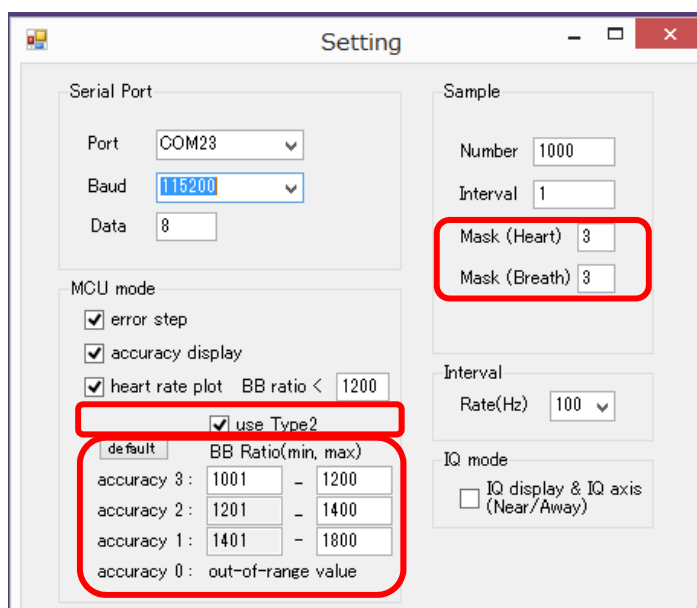 Setting
Serial Port
Port COM23
Baud 115200
Data 8
MCU mode
error step
accuracy display
heart rate plot BB ratio < 1200
use Type2
default BB Ratio(min, max)
accuracy 3 : 1001 - 1200
accuracy 2 : 1201 - 1400
accuracy 1 : 1401 - 1800
accuracy 0 : out-of-range value
Sample
Number 1000
Interval 1
Mask (Heart) 3
Mask (Breath) 3
Interval
Rate(Hz) 100
IQ mode
IQ display & IQ axis
(Near/Away)